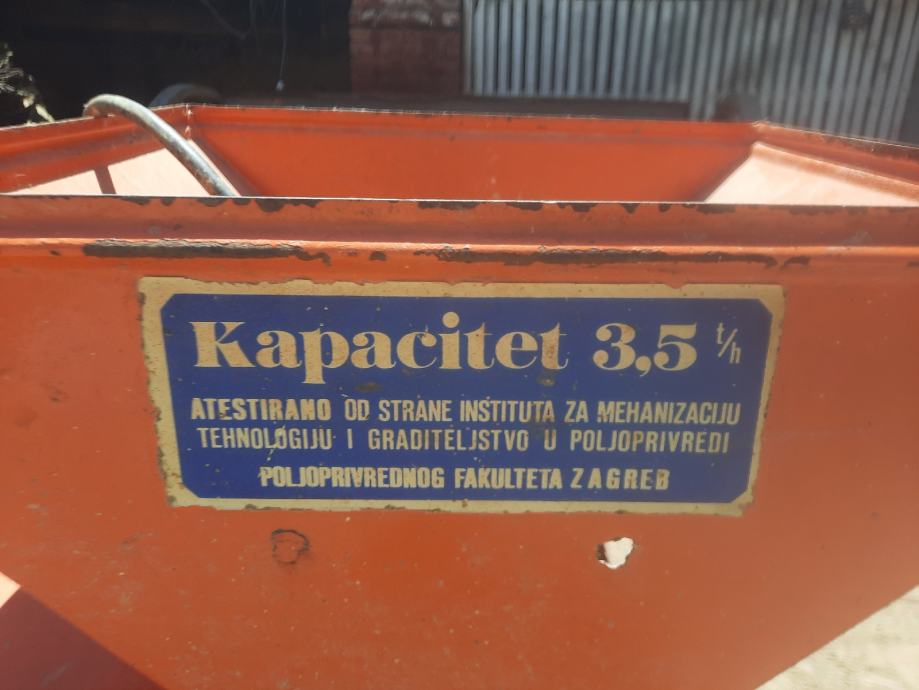 Kapacitet 3,5 t/h
ATESTIRANO OD STRANE INSTITUTA ZA MEHANIZACIJU
TEHNOLOGIJU I GRADITELJSTVO U POLJOPRIVREDI
POLJOPRIVREDNOG FAKULTETA ZAGREB